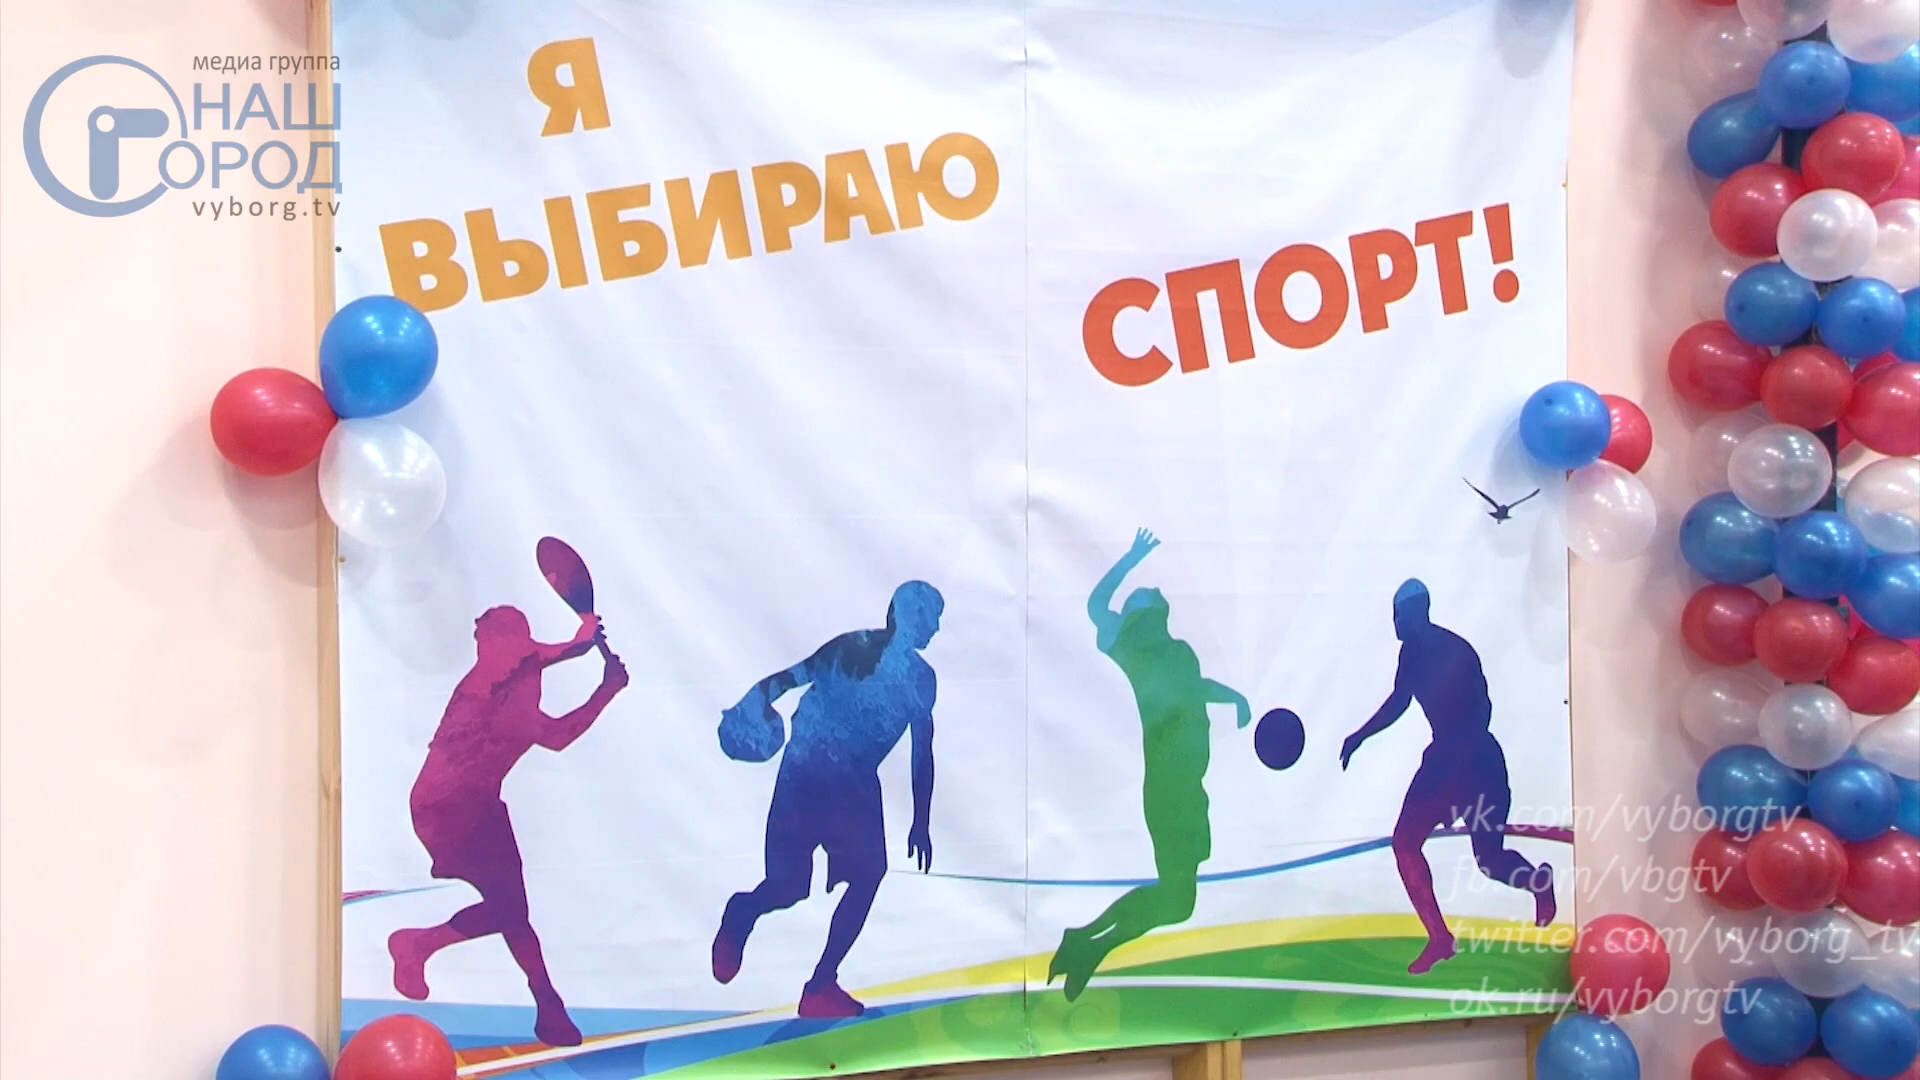 медиа группа
НАШ
ГОРОД
vyborg.tv
Я
ВЫБИРАЮ
СПОРТ!
vk.com/vyborgtv
fb.com/vbgtv
twitter.com/vyborg_tv
ok.ru/vyborgtv